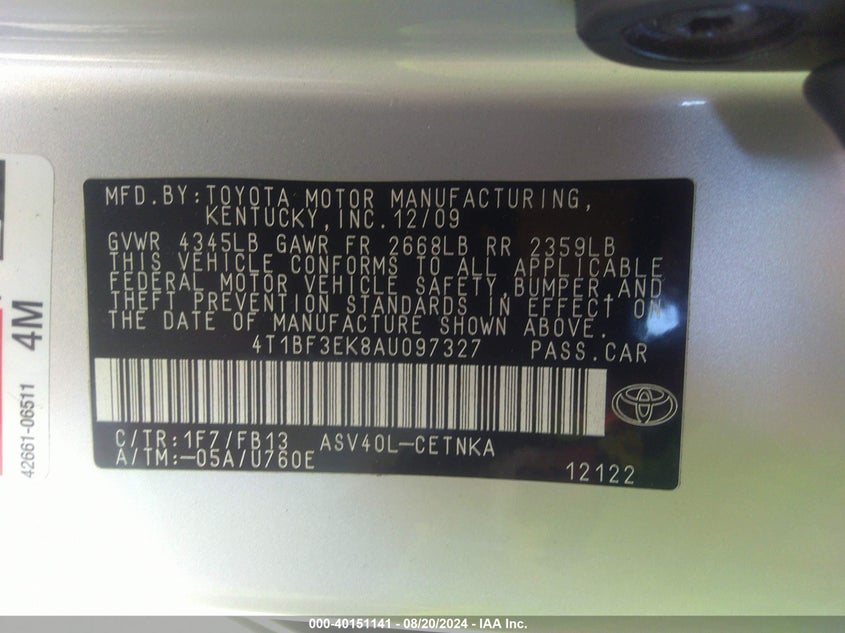 MFD.BY:TOYOTA MOTOR MANUFACTURING,
KENTUCKY,INC.12/09
GVWR 4345LB GAWR FR 2668LB RR 2359LB
THIS VEHICLE CONFORMS TO ALL APPLICABLE
FEDERAL MOTOR VEHICLE SAFETY,BUMPER,AND
THEFT PREVENTION STANDARDS IN EFFECT ON
THE DATE OF MANUFACTURE SHOWN ABOVE.
4T1BF3EK8AU097327 PASS.CAR
C/TR:1F7/FB13 ASV40L-CETNKA
A/TM:-05A/U760E
12122
42661-06511
4M
000-40151141 - 08/20/2024 - IAA Inc.